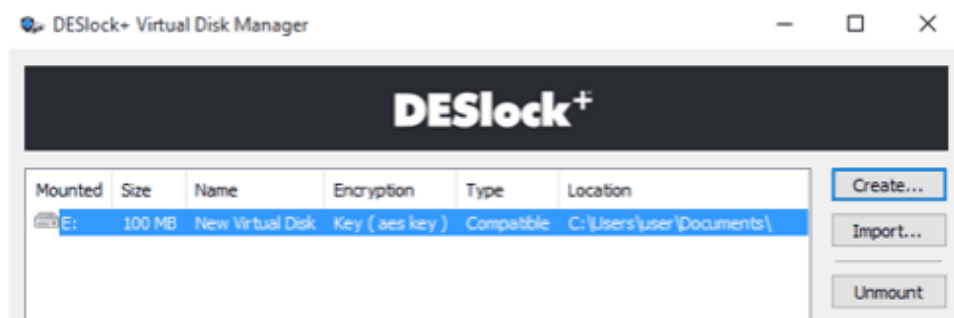 DESlock+ Virtual Disk Manager
DESlock+
Mounted Size Name Encryption Type Location
E: 100 MB New Virtual Disk Key ( aes key ) Compatible C:\Users\user\Documents\
Create...
Import...
Unmount